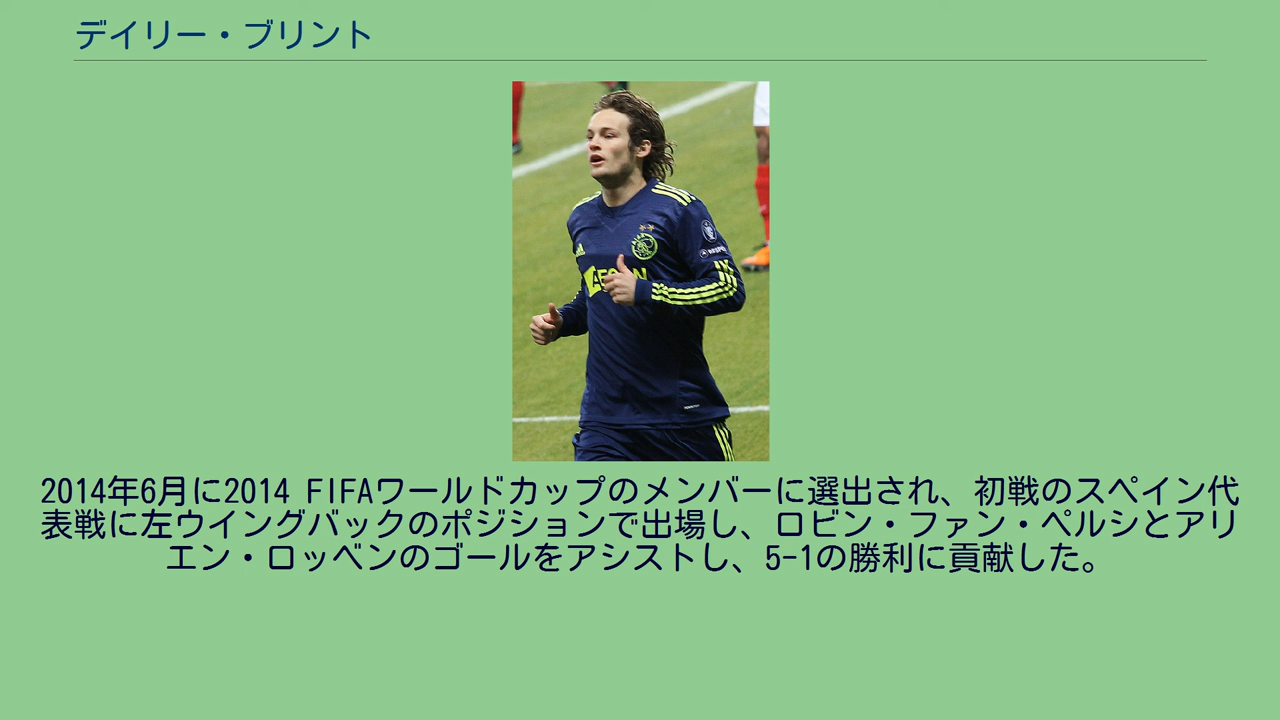 デイリー・ブリント
AEGON
2014年6月に2014 FIFAワールドカップのメンバーに選出され、初戦のスペイン代
表戦に左ウイングバックのポジションで出場し、ロビン・ファン・ペルシとアリ
エン・ロッベンのゴールをアシストし、5-1の勝利に貢献した。